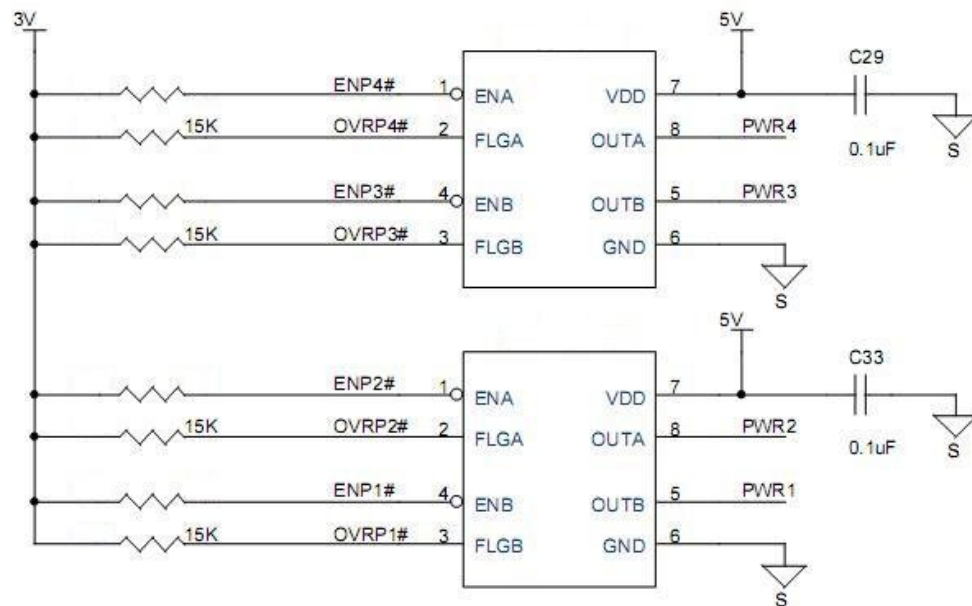 3V 5V
C29
ENP4# 1 ENA VDD 7
15K OVRP4# 2 FLGA OUTA 8 PWR4
0.1uF S
ENP3# 4 ENB OUTB 5 PWR3
15K OVRP3# 3 FLGB GND 6
S
5V
C33
ENP2# 1 ENA VDD 7
15K OVRP2# 2 FLGA OUTA 8 PWR2
0.1uF S
ENP1# 4 ENB OUTB 5 PWR1
15K OVRP1# 3 FLGB GND 6
S